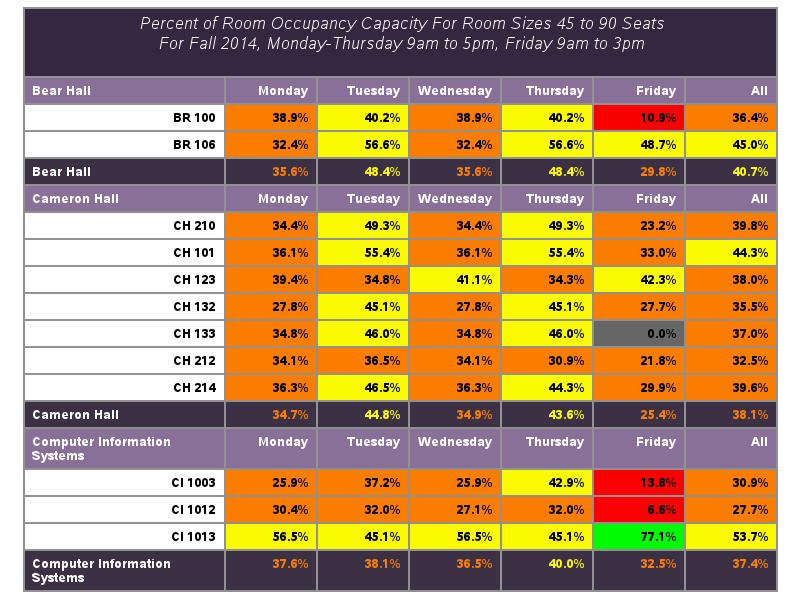 Percent of Room Occupancy Capacity For Room Sizes 45 to 90 Seats
For Fall 2014, Monday-Thursday 9am to 5pm, Friday 9am to 3pm
Bear Hall Monday Tuesday Wednesday Thursday Friday All
BR 100 38.9% 40.2% 38.9% 40.2% 10.9% 36.4%
BR 106 32.4% 56.6% 32.4% 56.6% 48.7% 45.0%
Bear Hall 35.6% 48.4% 35.6% 48.4% 29.8% 40.7%
Cameron Hall Monday Tuesday Wednesday Thursday Friday All
CH 210 34.4% 49.3% 34.4% 49.3% 23.2% 39.8%
CH 101 36.1% 55.4% 36.1% 55.4% 33.0% 44.3%
CH 123 39.4% 34.8% 41.1% 34.3% 42.3% 38.0%
CH 132 27.8% 45.1% 27.8% 45.1% 27.7% 35.5%
CH 133 34.8% 46.0% 34.8% 46.0% 0.0% 37.0%
CH 212 34.1% 36.5% 34.1% 30.9% 21.8% 32.5%
CH 214 36.3% 46.5% 36.3% 44.3% 29.9% 39.6%
Cameron Hall 34.7% 44.8% 34.9% 43.6% 25.4% 38.1%
Computer Information Monday Tuesday Wednesday Thursday Friday All
Systems
CI 1003 25.9% 37.2% 25.9% 42.9% 13.8% 30.9%
CI 1012 30.4% 32.0% 27.1% 32.0% 6.6% 27.7%
CI 1013 56.5% 45.1% 56.5% 45.1% 77.1% 53.7%
Computer Information 37.6% 38.1% 36.5% 40.0% 32.5% 37.4%
Systems